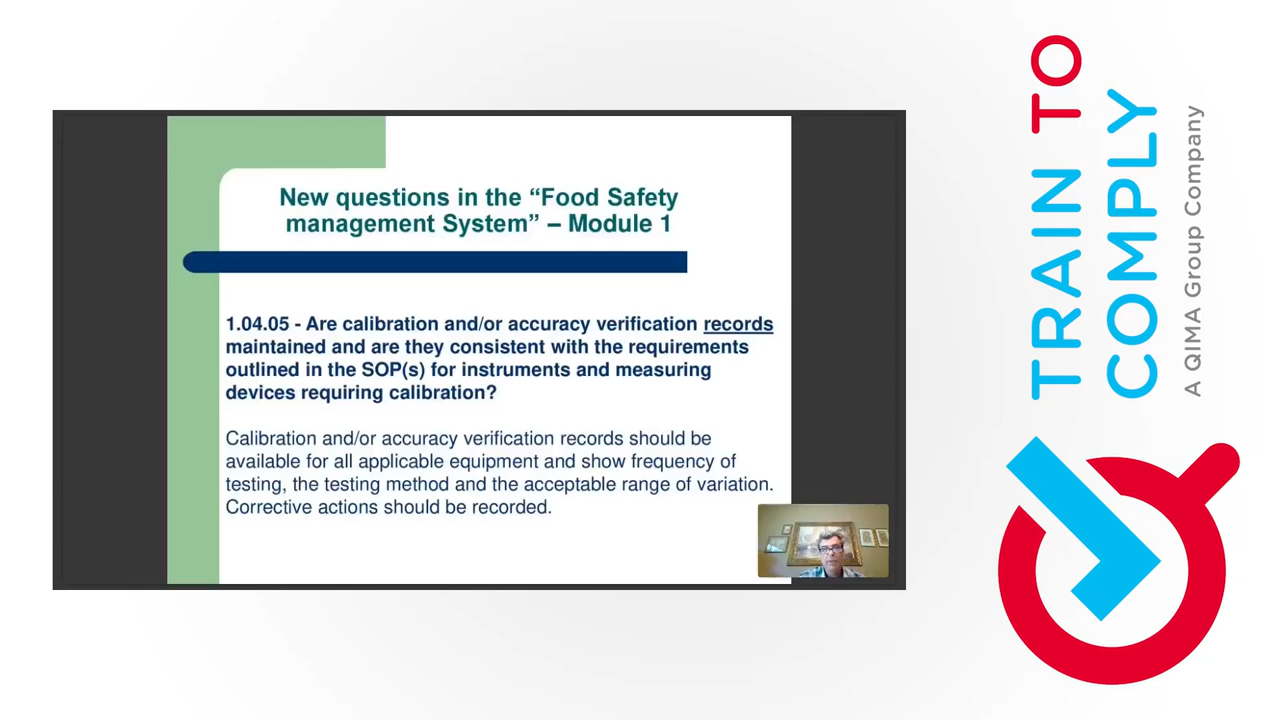 New questions in the “Food Safety
management System” – Module 1
1.04.05 - Are calibration and/or accuracy verification records
maintained and are they consistent with the requirements
outlined in the SOP(s) for instruments and measuring
devices requiring calibration?
Calibration and/or accuracy verification records should be
available for all applicable equipment and show frequency of
testing, the testing method and the acceptable range of variation.
Corrective actions should be recorded.
TRAIN TO
COMPLY
A QIMA Group Company